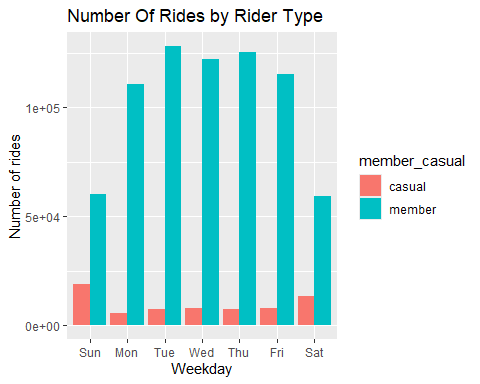 Number Of Rides by Rider Type
Number of rides
1e+05
5e+04
0e+00
Sun Mon Tue Wed Thu Fri Sat
Weekday
member_casual
casual
member